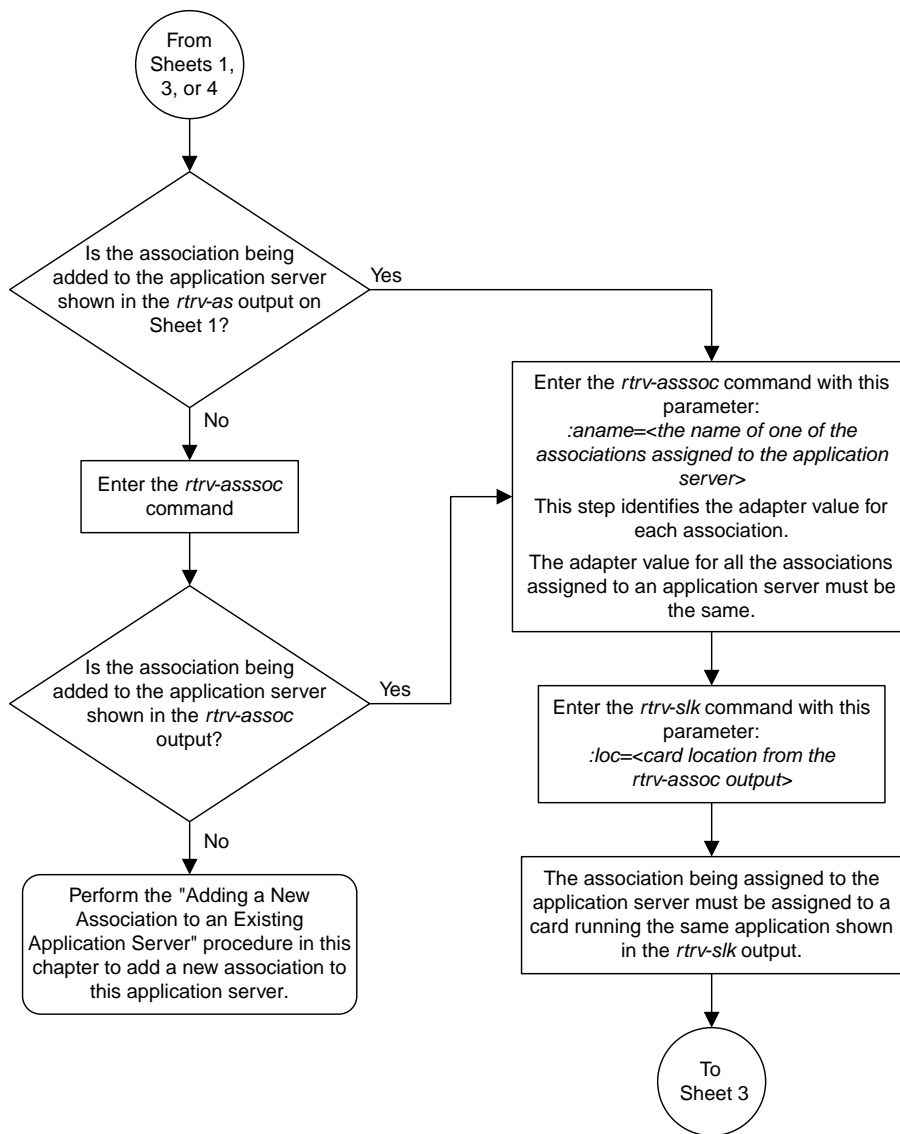 From
Sheets 1,
3, or 4
Is the association being
added to the application server
shown in the rtrv-as output on
Sheet 1?
Yes
No
Enter the rtrv-asssoc
command
Is the association being
added to the application server
shown in the rtrv-assoc
output?
Yes
No
Perform the "Adding a New
Association to an Existing
Application Server" procedure in this
chapter to add a new association to
this application server.
Enter the rtrv-asssoc command with this
parameter:
:aname=<the name of one of the
associations assigned to the application
server>
This step identifies the adapter value for
each association.
The adapter value for all the associations
assigned to an application server must be
the same.
Enter the rtrv-slk command with this
parameter:
:loc=<card location from the
rtrv-assoc output>
The association being assigned to the
application server must be assigned to a
card running the same application shown
in the rtrv-slk output.
To
Sheet 3